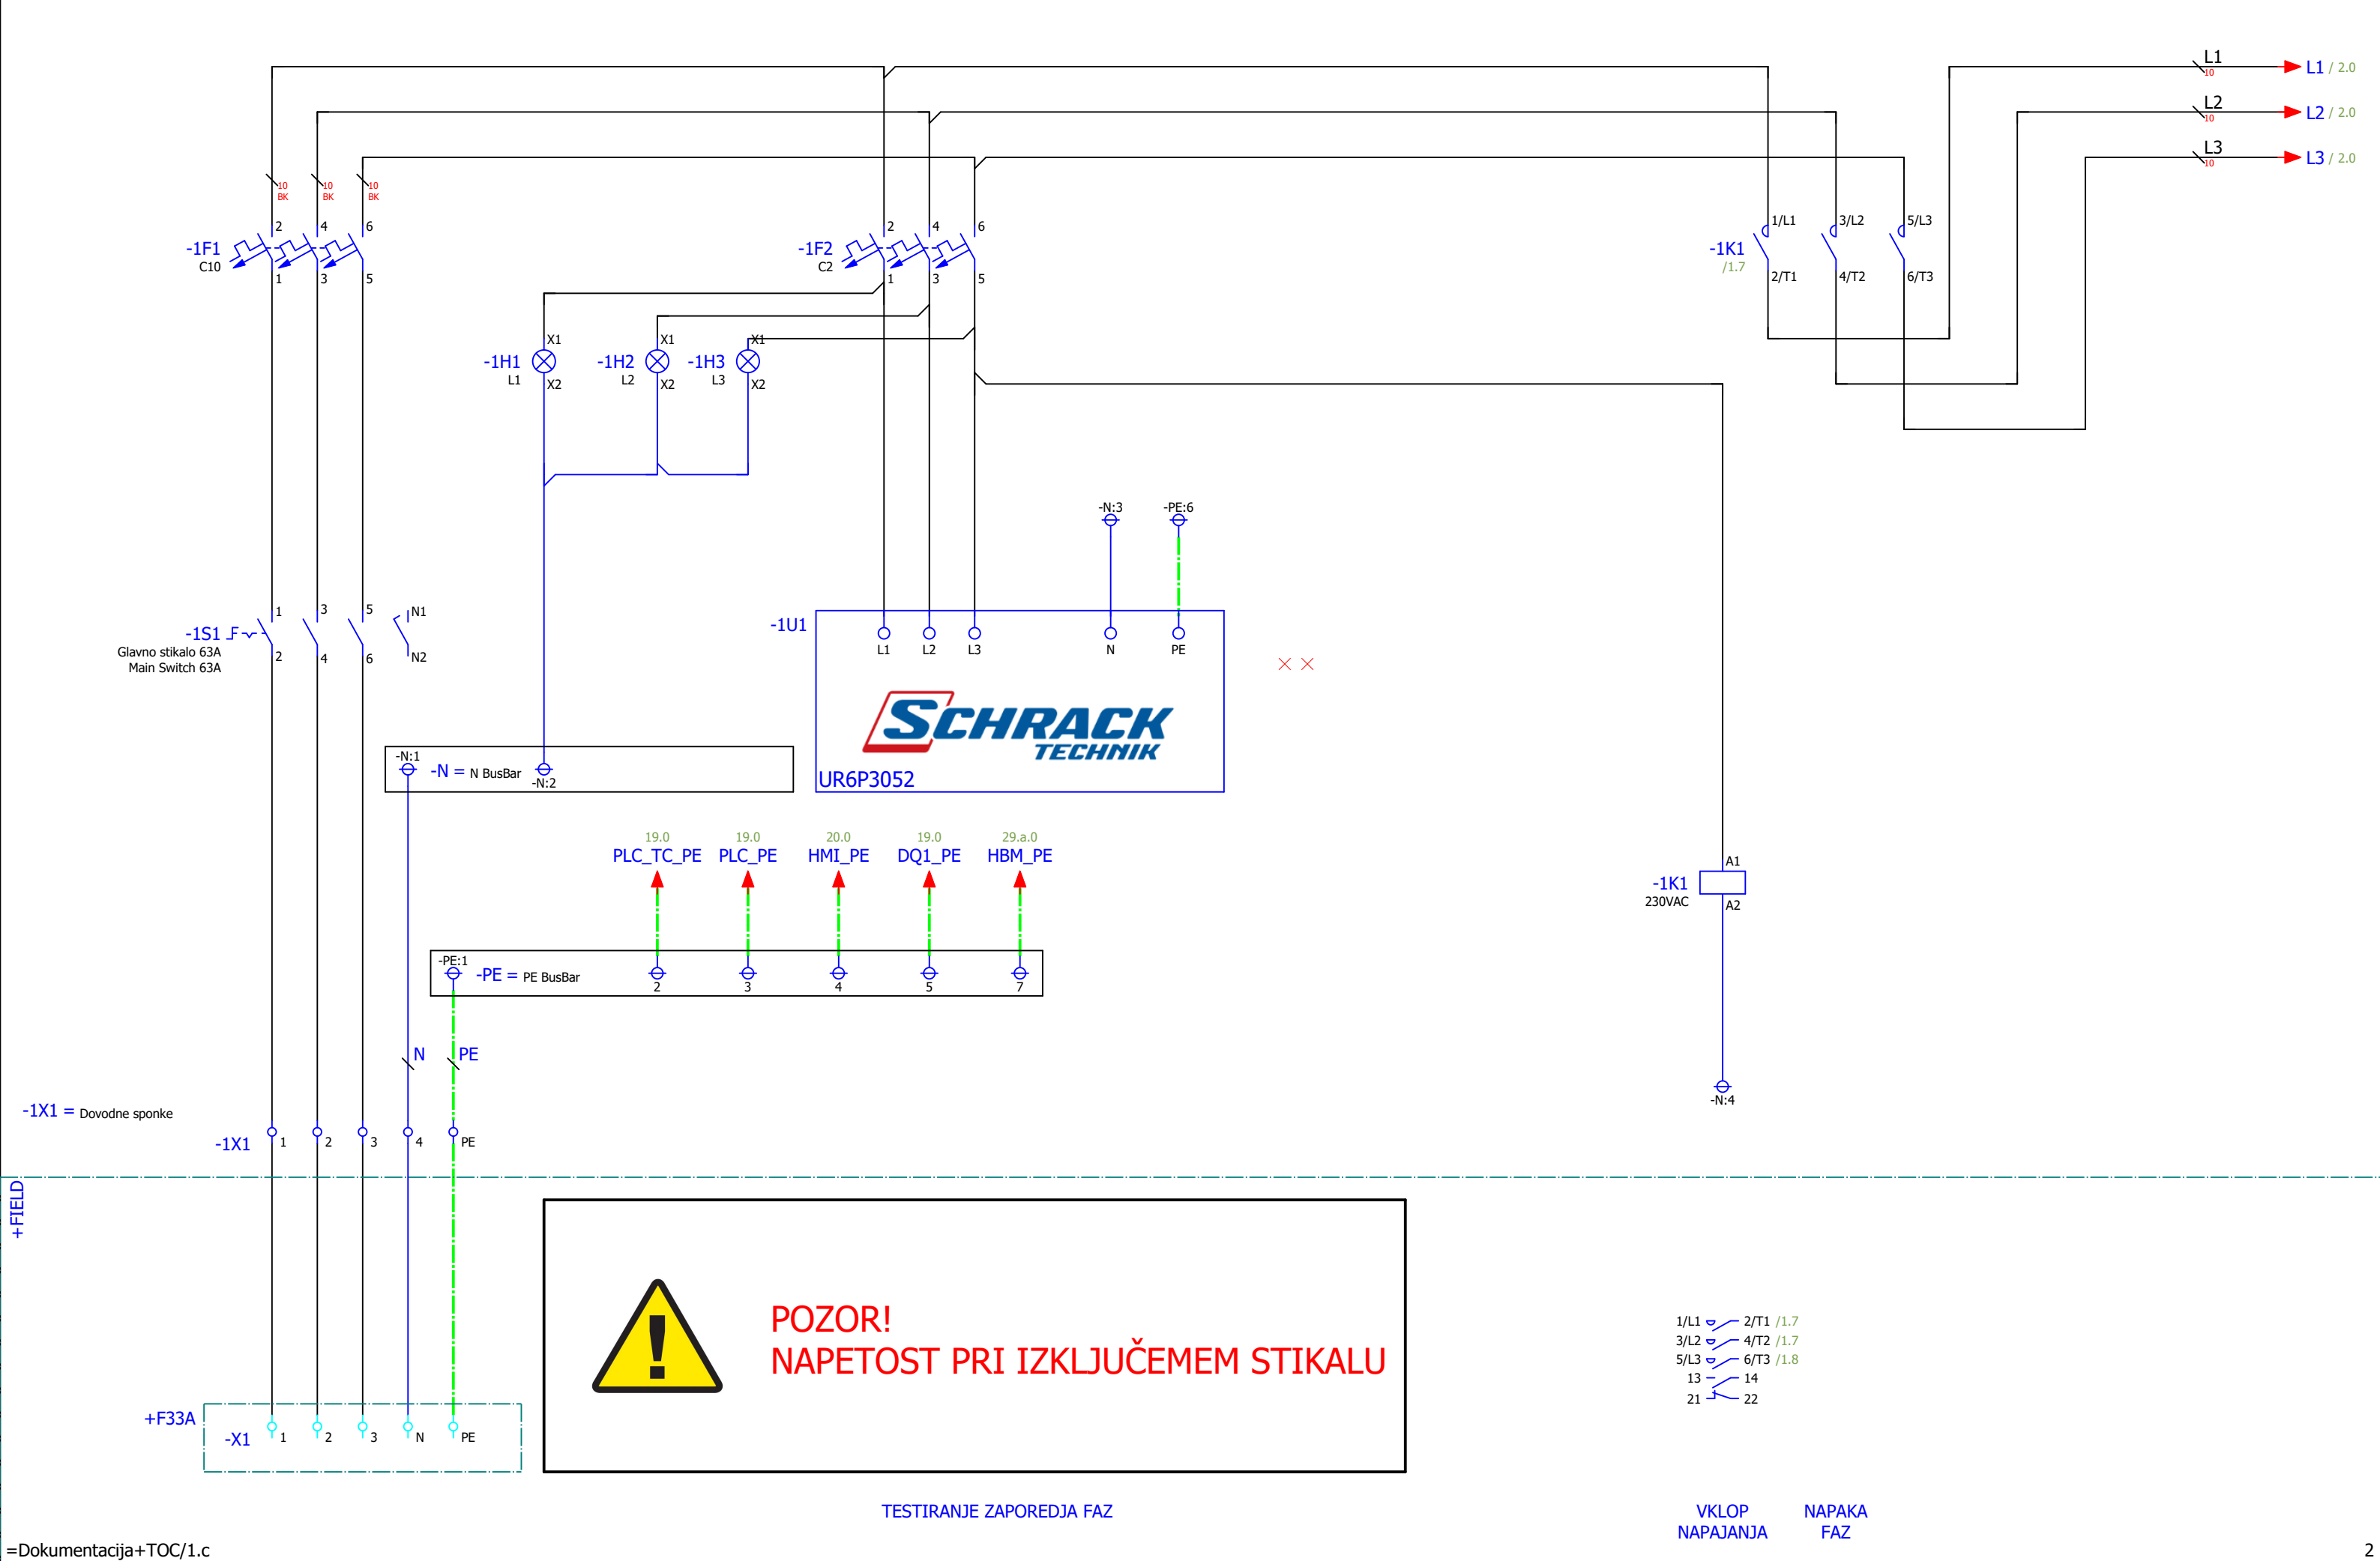 L1
10
L1 / 2.0
L2
10
L2 / 2.0
L3
10
L3 / 2.0
10
BK
10
BK
10
BK
2
4
6
-1F1
C10
1
3
5
2
4
6
-1F2
C2
1
3
5
1/L1
3/L2
5/L3
-1K1
/1.7
2/T1
4/T2
6/T3
X1
X1
X1
-1H1
-1H2
-1H3
L1
L2
L3
X2
X2
X2
-N:3
-PE:6
1
3
5
N1
-1S1
Glavno stikalo 63A
Main Switch 63A
2
4
6
N2
-1U1
L1
L2
L3
N
PE
SCHRACK
TECHNIK
UR6P3052
-N:1
-N = N BusBar
-N:2
19.0
19.0
20.0
19.0
29.a.0
PLC_TC_PE
PLC_PE
HMI_PE
DQ1_PE
HBM_PE
A1
-1K1
230VAC
A2
-PE:1
-PE = PE BusBar
2
3
4
5
7
N
PE
-N:4
-1X1 = Dovodne sponke
-1X1
1
2
3
4
PE
+FIELD
POZOR!
NAPETOST PRI IZKLJUČEMEM STIKALU
1/L1
2/T1 /1.7
3/L2
4/T2 /1.7
5/L3
6/T3 /1.8
13
14
21
22
+F33A
-X1
1
2
3
N
PE
TESTIRANJE ZAPOREDJA FAZ
VKLOP
NAPAJANJA
NAPAKA
FAZ
=Dokumentacija+TOC/1.c
2